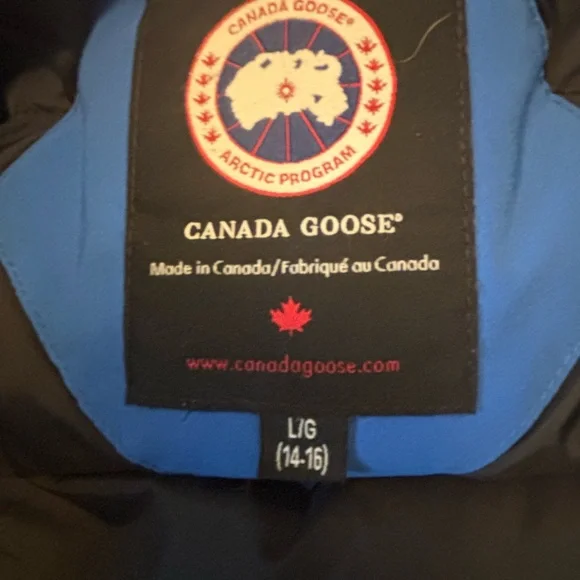 CANADA GOOSE®
ARCTIC PROGRAM
CANADA GOOSE®
Made in Canada/Fabriqué au Canada
www.canadagoose.com
L/G
(14-16)